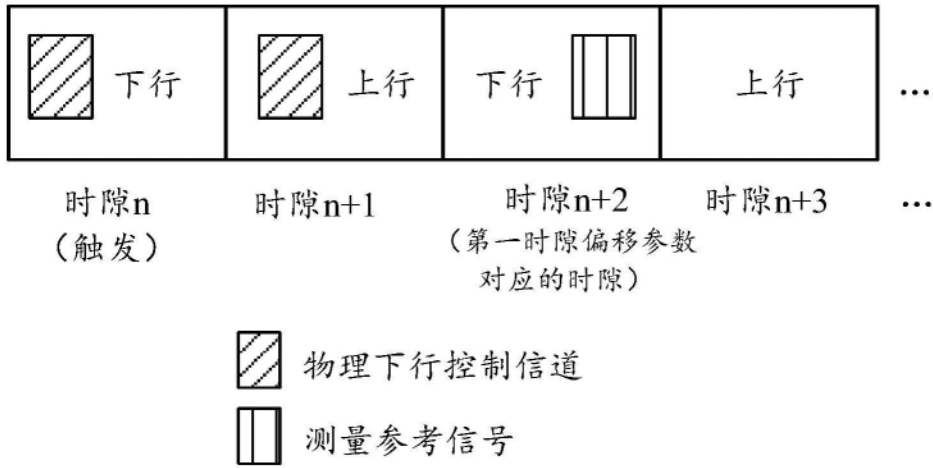 下行 上行 下行 上行 ...
时隙n 时隙n+1 时隙n+2 时隙n+3 ...
（触发） （第一时隙偏移参数
对应的时隙）
物理下行控制信道
测量参考信号